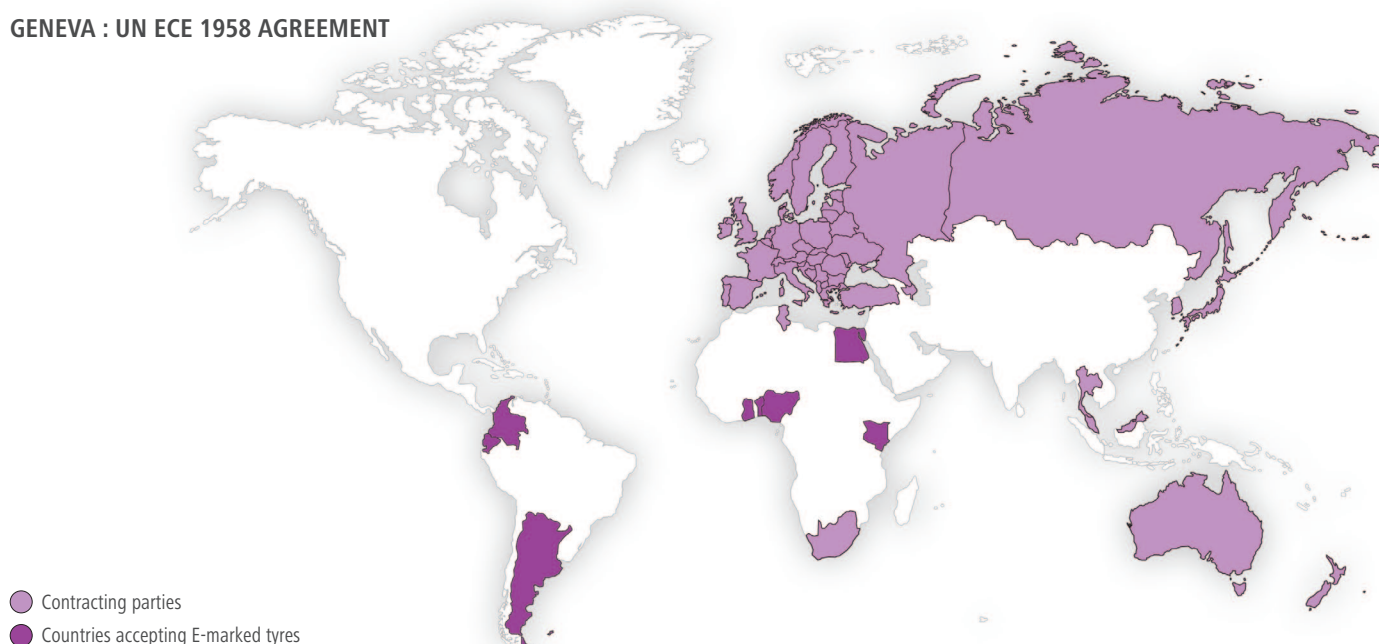 GENEVA : UN ECE 1958 AGREEMENT
Contracting parties
Countries accepting E-marked tyres